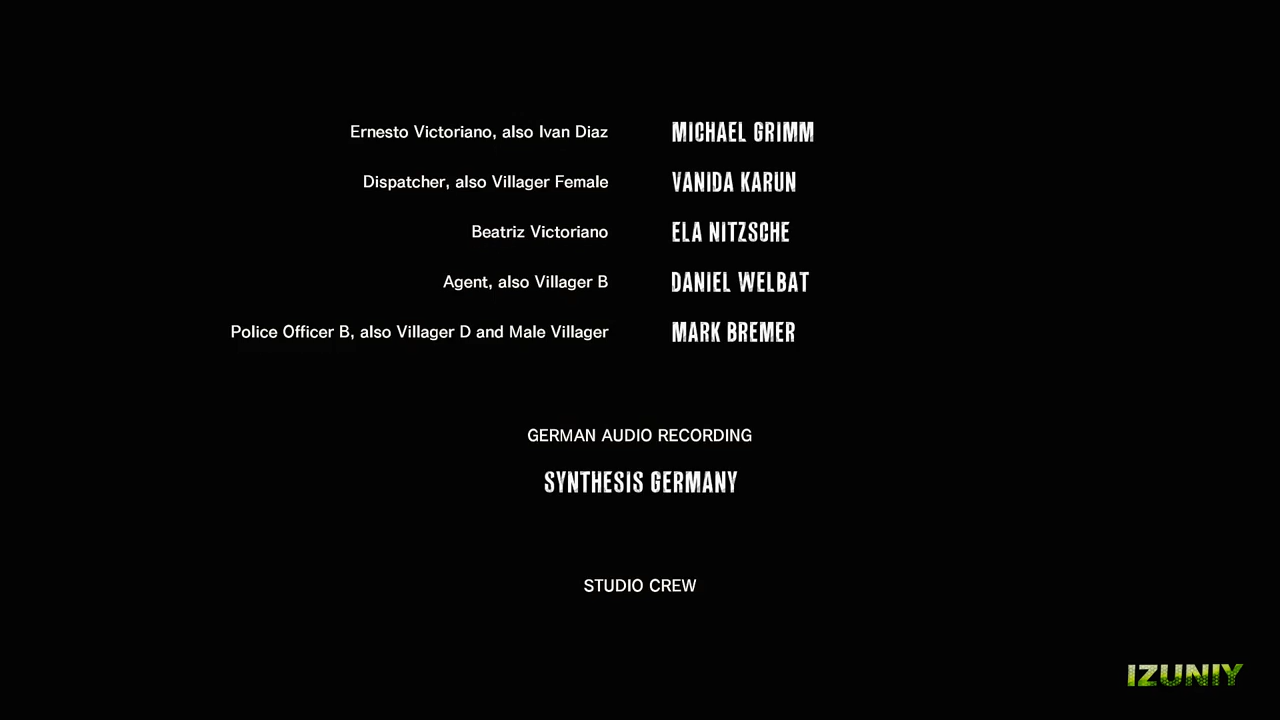 Ernesto Victoriano, also Ivan Diaz MICHAEL GRIMM
Dispatcher, also Villager Female VANIDA KARUN
Beatriz Victoriano ELA NITZSCHE
Agent, also Villager B DANIEL WELBAT
Police Officer B, also Villager D and Male Villager MARK BREMER
GERMAN AUDIO RECORDING
SYNTHESIS GERMANY
STUDIO CREW
IZUNIY